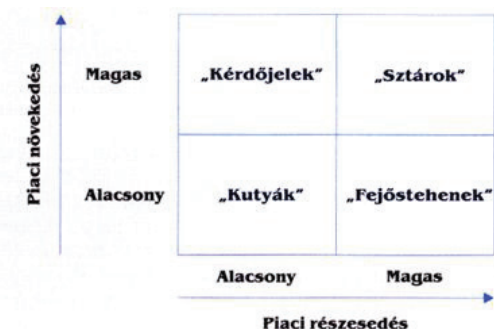 Piaci növekedés
Magas
„Kérdőjelek”
„Sztárok”
Alacsony
„Kutyák”
„Fejőstehenek”
Alacsony
Magas
Piaci részesedés